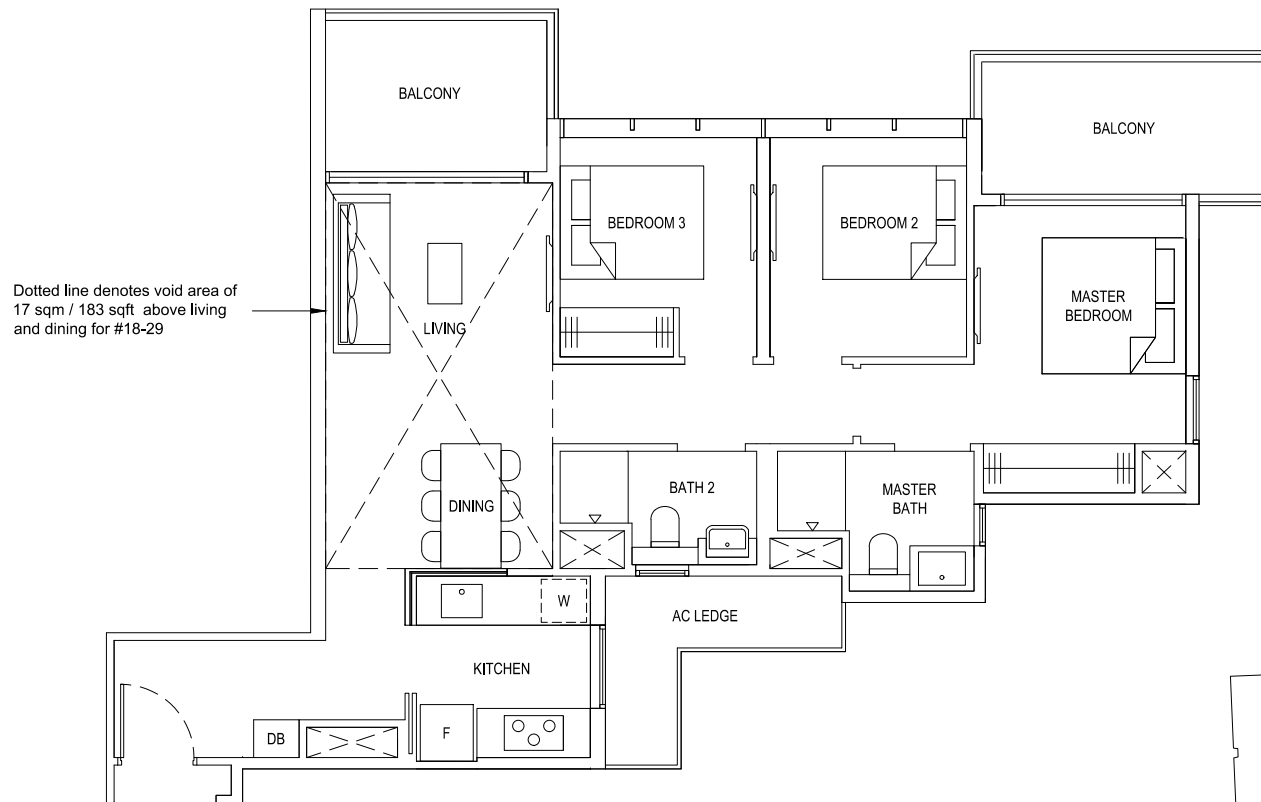 BALCONY
BALCONY
BEDROOM 3
BEDROOM 2
Dotted line denotes void area of
17 sqm / 183 sqft above living
and dining for #18-29
MASTER
BEDROOM
LIVING
BATH 2
MASTER
BATH
DINING
W
AC LEDGE
KITCHEN
DB
F